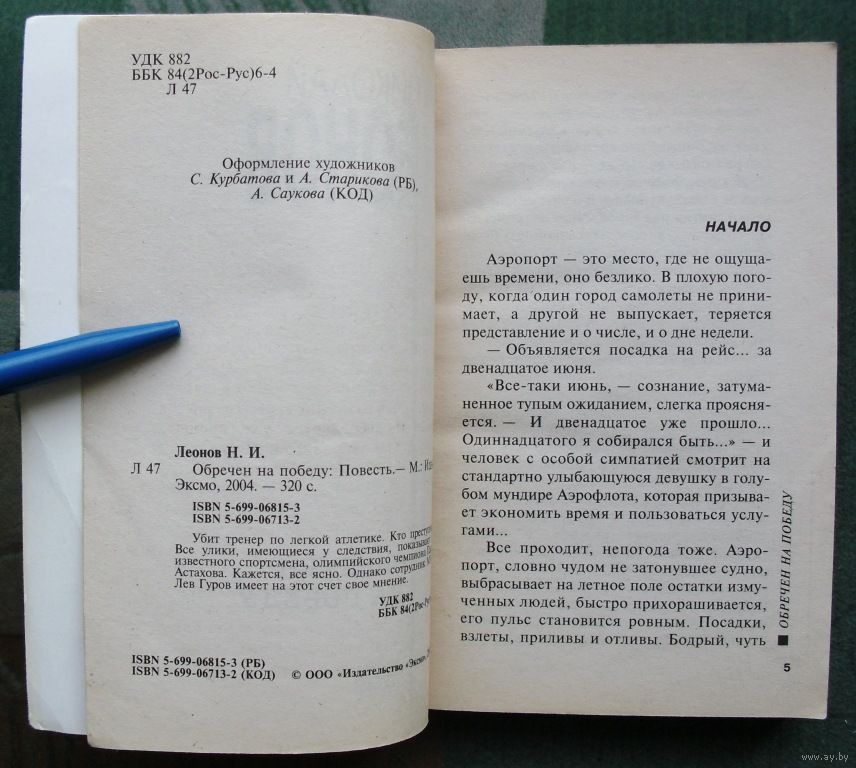 УДК 882
ББК 84(2Рос-Рус)6-4
Л 47
Оформление художников
С. Курбатова и А. Старикова (РБ),
А. Саукова (КОД)
Леонов Н. И.
Л 47 Обречен на победу: Повесть.— М.:
Эксмо, 2004. — 320 с.
ISBN 5-699-06815-3
ISBN 5-699-06713-2
Убит тренер по легкой атлетике. Кто
Все улики, имеющиеся у следствия,
известного спортсмена, олимпийского чемпиона
Астахова. Кажется, все ясно. Однако сотрудник
Лев Гуров имеет на этот счет свое мнение.
УДК 882
ББК 84(2Рос-Рус
ISBN 5-699-06815-3 (РБ)
ISBN 5-699-06713-2 (КОД) © ООО «Издательство «Эксмо»,
НАЧАЛО
Аэропорт — это место, где не ощуща-
ешь времени, оно безлико. В плохую пого-
ду, когда один город самолеты не прини-
мает, а другой не выпускает, теряется
представление и о числе, и о дне недели.
— Объявляется посадка на рейс... за
двенадцатое июня.
«Все-таки июнь, — сознание, затума-
ненное тупым ожиданием, слегка проясня-
ется. — И двенадцатое уже прошло...
Одиннадцатого я собирался быть...» — и
человек с особой симпатией смотрит на
стандартно улыбающуюся девушку в голу-
бом мундире Аэрофлота, которая призыва-
ет экономить время и пользоваться услу-
гами...
Все проходит, непогода тоже. Аэро-
порт, словно чудом не затонувшее судно,
выбрасывает на летное поле остатки изму-
ченных людей, быстро прихорашивается,
его пульс становится ровным. Посадки,
взлеты, приливы и отливы. Бодрый, чуть
ОБРЕЧЕН НА ПОБЕДУ
5
www.ay.by